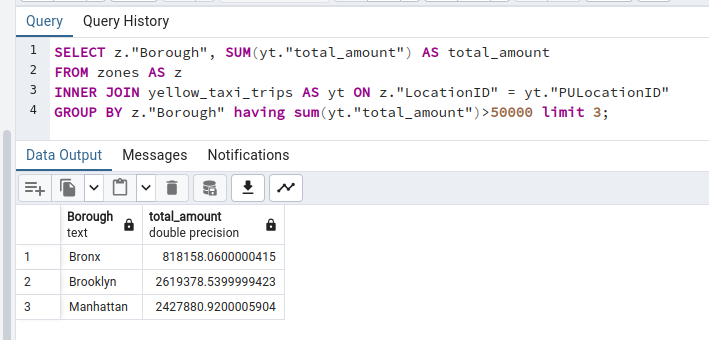 Query Query History
1 SELECT z."Borough", SUM(yt."total_amount") AS total_amount
2 FROM zones AS z
3 INNER JOIN yellow_taxi_trips AS yt ON z."LocationID" = yt."PULocationID"
4 GROUP BY z."Borough" having sum(yt."total_amount")>50000 limit 3;
Data Output Messages Notifications
Borough total_amount
text double precision
1 Bronx 818158.0600000415
2 Brooklyn 2619378.5399999423
3 Manhattan 2427880.9200005904